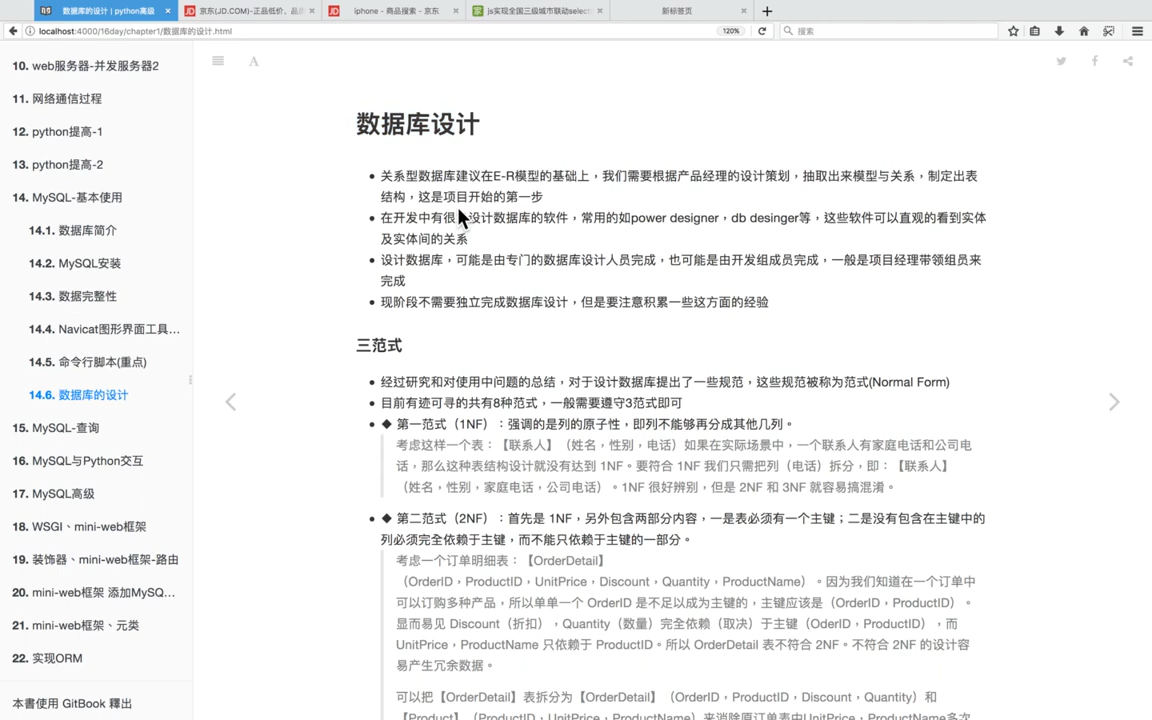 数据库的设计 | python高级
京东(JD.COM)-正品低价、品质
iphone - 商品搜索 - 京东
js实现全国三级城市联动select
新标签页
localhost:4000/16day/chapter1/数据库的设计.html
120%
搜索
10. web服务器-并发服务器2
11. 网络通信过程
12. python提高-1
13. python提高-2
14. MySQL-基本使用
14.1. 数据库简介
14.2. MySQL安装
14.3. 数据完整性
14.4. Navicat图形界面工具...
14.5. 命令行脚本(重点)
14.6. 数据库的设计
15. MySQL-查询
16. MySQL与Python交互
17. MySQL高级
18. WSGI、mini-web框架
19. 装饰器、mini-web框架-路由
20. mini-web框架 添加MySQ...
21. mini-web框架、元类
22. 实现ORM
本書使用 GitBook 釋出
A
数据库设计
关系型数据库建议在E-R模型的基础上，我们需要根据产品经理的设计策划，抽取出来模型与关系，制定出表
结构，这是项目开始的第一步
在开发中有很 设计数据库的软件，常用的如power designer，db desinger等，这些软件可以直观的看到实体
及实体间的关系
设计数据库，可能是由专门的数据库设计人员完成，也可能是由开发组成员完成，一般是项目经理带领组员来
完成
现阶段不需要独立完成数据库设计，但是要注意积累一些这方面的经验
三范式
经过研究和对使用中问题的总结，对于设计数据库提出了一些规范，这些规范被称为范式(Normal Form)
目前有迹可寻的共有8种范式，一般需要遵守3范式即可
◆ 第一范式（1NF）：强调的是列的原子性，即列不能够再分成其他几列。
考虑这样一个表：【联系人】（姓名，性别，电话）如果在实际场景中，一个联系人有家庭电话和公司电
话，那么这种表结构设计就没有达到 1NF。要符合 1NF 我们只需把列（电话）拆分，即：【联系人】
（姓名，性别，家庭电话，公司电话）。1NF 很好辨别，但是 2NF 和 3NF 就容易搞混淆。
◆ 第二范式（2NF）：首先是 1NF，另外包含两部分内容，一是表必须有一个主键；二是没有包含在主键中的
列必须完全依赖于主键，而不能只依赖于主键的一部分。
考虑一个订单明细表：【OrderDetail】
（OrderID，ProductID，UnitPrice，Discount，Quantity，ProductName）。因为我们知道在一个订单中
可以订购多种产品，所以单单一个 OrderID 是不足以成为主键的，主键应该是（OrderID，ProductID）。
显而易见 Discount（折扣），Quantity（数量）完全依赖（取决）于主键（OderID，ProductID），而
UnitPrice，ProductName 只依赖于 ProductID。所以 OrderDetail 表不符合 2NF。不符合 2NF 的设计容
易产生冗余数据。
可以把【OrderDetail】表拆分为【OrderDetail】（OrderID，ProductID，Discount，Quantity）和
【Product】（ProductID，UnitPrice，ProductName）来消除原订单表中UnitPrice，ProductName多次